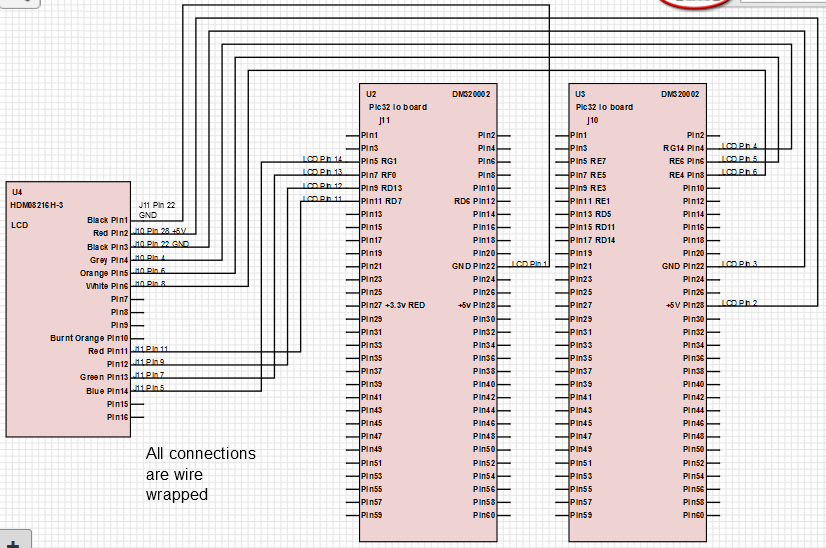 U4
HDM08216H-3
LCD
Black Pin1
Red Pin2
Black Pin3
Grey Pin4
Orange Pin5
White Pin6
Pin7
Pin8
Pin9
Burnt Orange Pin10
Red Pin11
Pin12
Green Pin13
Blue Pin14
Pin15
Pin16
J11 Pin 22
GND
J10 Pin 28 +5V
J10 Pin 22 GND
J10 Pin 4
J10 Pin 6
J10 Pin 8
J11 Pin 11
J11 Pin 9
J11 Pin 7
J11 Pin 5
All connections
are wire
wrapped
LCD Pin 14
LCD Pin 13
LCD Pin 12
LCD Pin 11
U2 DMS20002
Pic32 io board
j11
Pin1 Pin2
Pin3 Pin4
Pin5 RG1 Pin6
Pin7 RF0 Pin8
Pin9 RD13 Pin10
Pin11 RD7 RD6 Pin12
Pin13 Pin14
Pin15 Pin16
Pin17 Pin18
Pin19 Pin20
Pin21 GND Pin22
Pin23 Pin24
Pin25 Pin26
Pin27 +3.3v RED +5v Pin28
Pin29 Pin30
Pin31 Pin32
Pin33 Pin34
Pin35 Pin36
Pin37 Pin38
Pin39 Pin40
Pin41 Pin42
Pin43 Pin44
Pin45 Pin46
Pin47 Pin48
Pin49 Pin50
Pin51 Pin52
Pin53 Pin54
Pin55 Pin56
Pin57 Pin58
Pin59 Pin60
LCD Pin 1
U3 DMS20002
Pic32 io board
j10
Pin1 Pin2
Pin3 RG14 Pin4
Pin5 RE7 RE6 Pin6
Pin7 RE5 RE4 Pin8
Pin9 RE3 Pin10
Pin11 RE1 Pin12
Pin13 RD5 Pin14
Pin15 RD11 Pin16
Pin17 RD14 Pin18
Pin19 Pin20
Pin21 GND Pin22
Pin23 Pin24
Pin25 Pin26
Pin27 +5V Pin28
Pin29 Pin30
Pin31 Pin32
Pin33 Pin34
Pin35 Pin36
Pin37 Pin38
Pin39 Pin40
Pin41 Pin42
Pin43 Pin44
Pin45 Pin46
Pin47 Pin48
Pin49 Pin50
Pin51 Pin52
Pin53 Pin54
Pin55 Pin56
Pin57 Pin58
Pin59 Pin60
LCD Pin 4
LCD Pin 5
LCD Pin 6
LCD Pin 3
LCD Pin 2